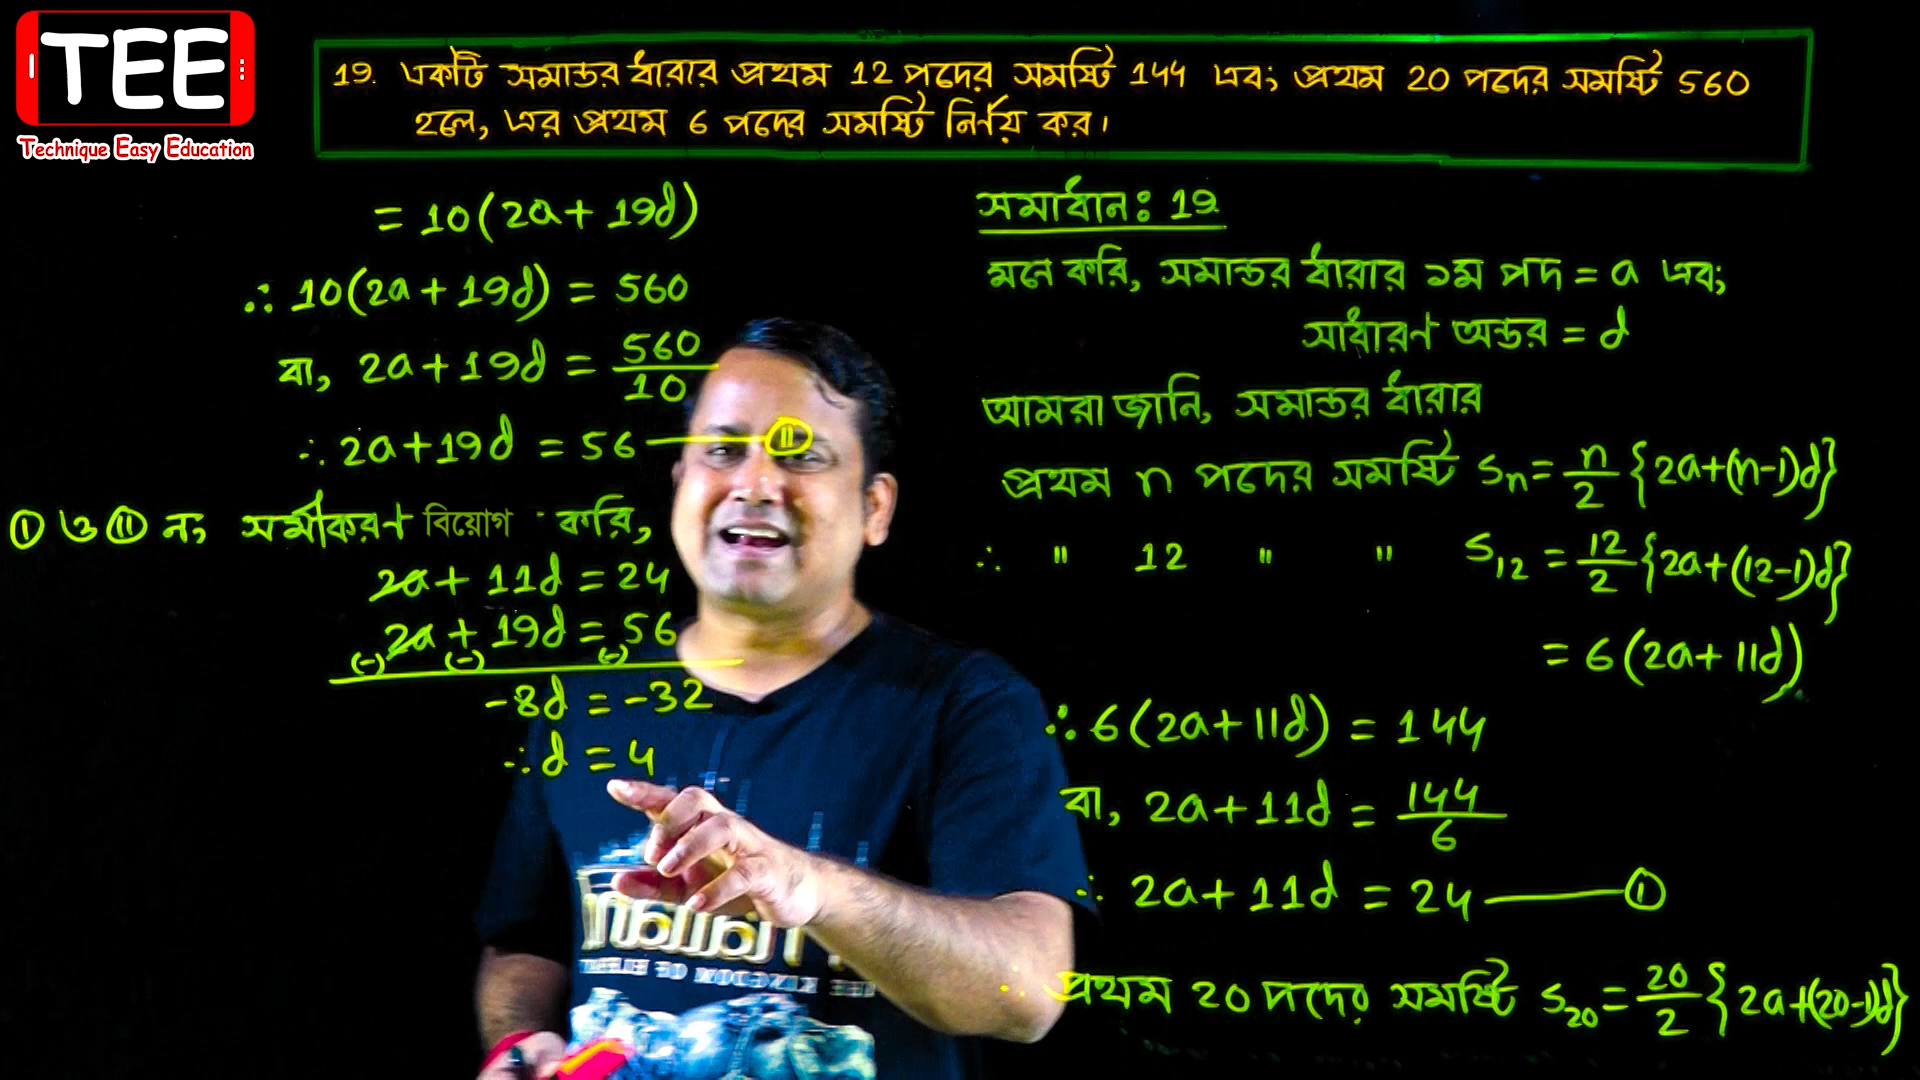 TEE
Technique Easy Education
19. একটি সমান্তর ধারার প্রথম 12 পদের সমষ্টি 144 এবং প্রথম 20 পদের সমষ্টি 560
হলে, এর প্রথম 6 পদের সমষ্টি নির্ণয় কর।
সমাধান: 19
মনে করি, সমান্তর ধারার ১ম পদ = a এবং
সাধারণ অন্তর = d
আমরা জানি, সমান্তর ধারার
প্রথম n পদের সমষ্টি Sn = n/2 {2a+(n-1)d}
∴ " 12 " " S12 = 12/2 {2a+(12-1)d}
= 6(2a+11d)
∴ 6(2a+11d) = 144
বা, 2a+11d = 144/6
∴ 2a+11d = 24 — (i)
∴ প্রথম 20 পদের সমষ্টি S20 = 20/2 {2a+(20-1)d}
= 10(2a+19d)
∴ 10(2a+19d) = 560
বা, 2a+19d = 560/10
∴ 2a+19d = 56 — (ii)
(i) ও (ii) নং সমীকরণ বিয়োগ করি,
2a + 11d = 24
2a + 19d = 56
(-) (-) (-)
-8d = -32
∴ d = 4